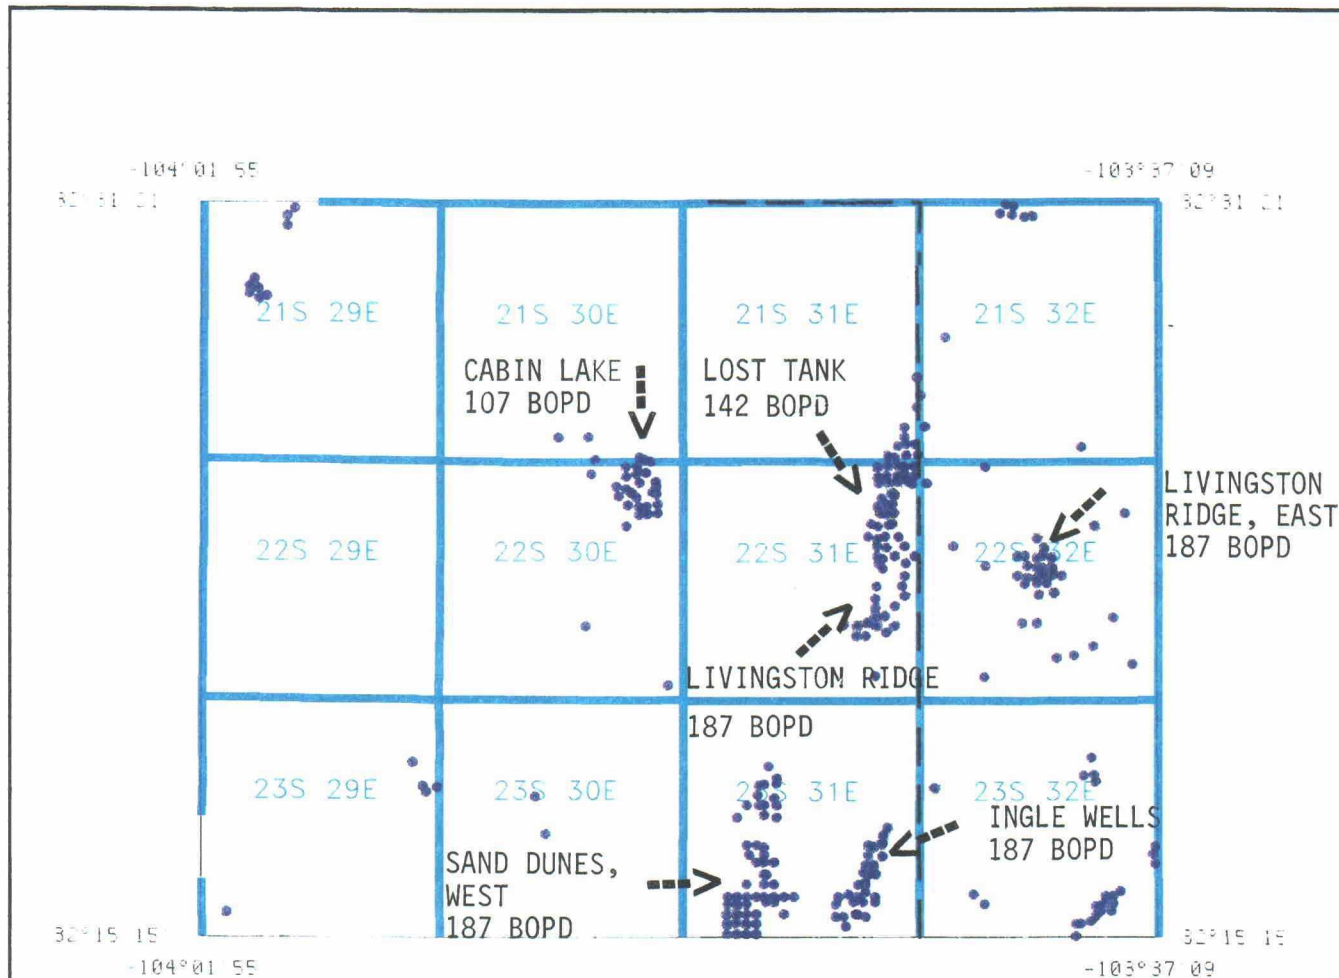 -104°01 55
-103°37 09
32°31 21
32°31 21
21S 29E
21S 30E
21S 31E
21S 32E
CABIN LAKE
107 BOPD
LOST TANK
142 BOPD
LIVINGSTON
RIDGE, EAST
187 BOPD
22S 29E
22S 30E
22S 31E
22S 32E
LIVINGSTON RIDGE
187 BOPD
23S 29E
23S 30E
23S 31E
23S 32E
INGLE WELLS
187 BOPD
SAND DUNES,
WEST
187 BOPD
32°15 15
32°15 15
-104°01 55
-103°37 09